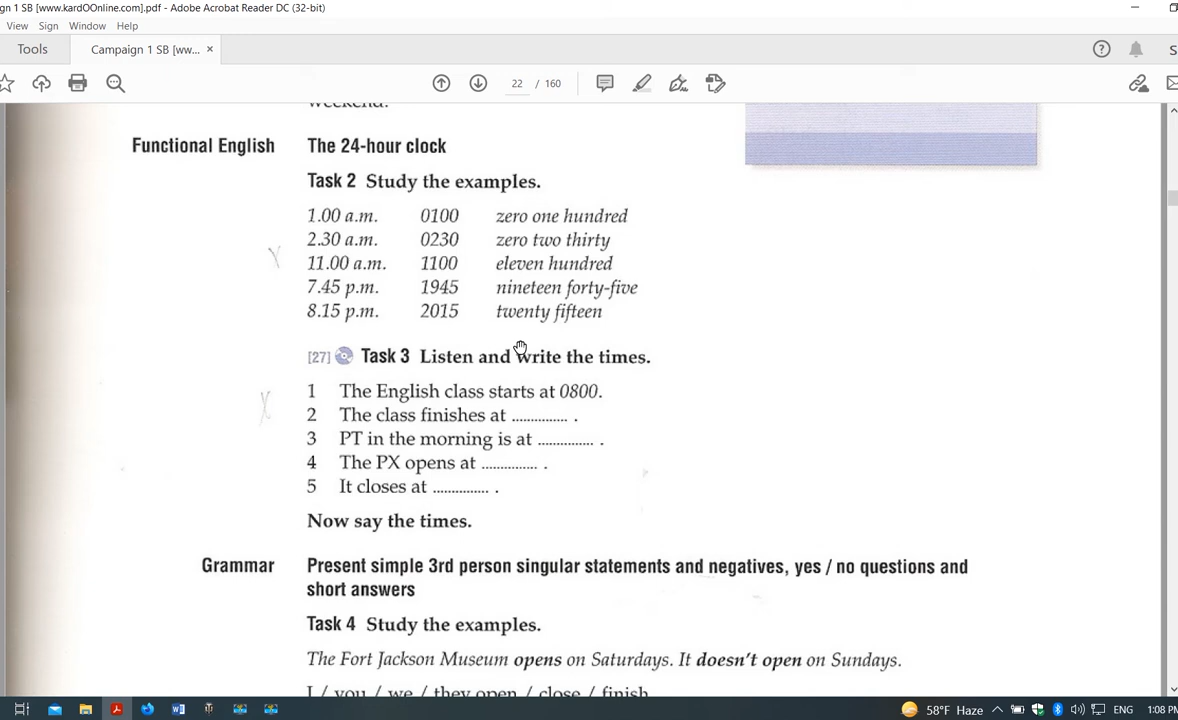 gn 1 SB [www.kardOOnline.com].pdf - Adobe Acrobat Reader DC (32-bit)
View Sign Window Help
Tools Campaign 1 SB [ww... ×
22 / 160
weekend.
Functional English The 24-hour clock
Task 2 Study the examples.
1.00 a.m. 0100 zero one hundred
2.30 a.m. 0230 zero two thirty
11.00 a.m. 1100 eleven hundred
7.45 p.m. 1945 nineteen forty-five
8.15 p.m. 2015 twenty fifteen
[27] Task 3 Listen and write the times.
1 The English class starts at 0800.
2 The class finishes at ............... .
3 PT in the morning is at ............... .
4 The PX opens at ............... .
5 It closes at ............... .
Now say the times.
Grammar Present simple 3rd person singular statements and negatives, yes / no questions and
short answers
Task 4 Study the examples.
The Fort Jackson Museum opens on Saturdays. It doesn't open on Sundays.
I / you / we / they open / close / finish
58°F Haze ENG 1:08 PM